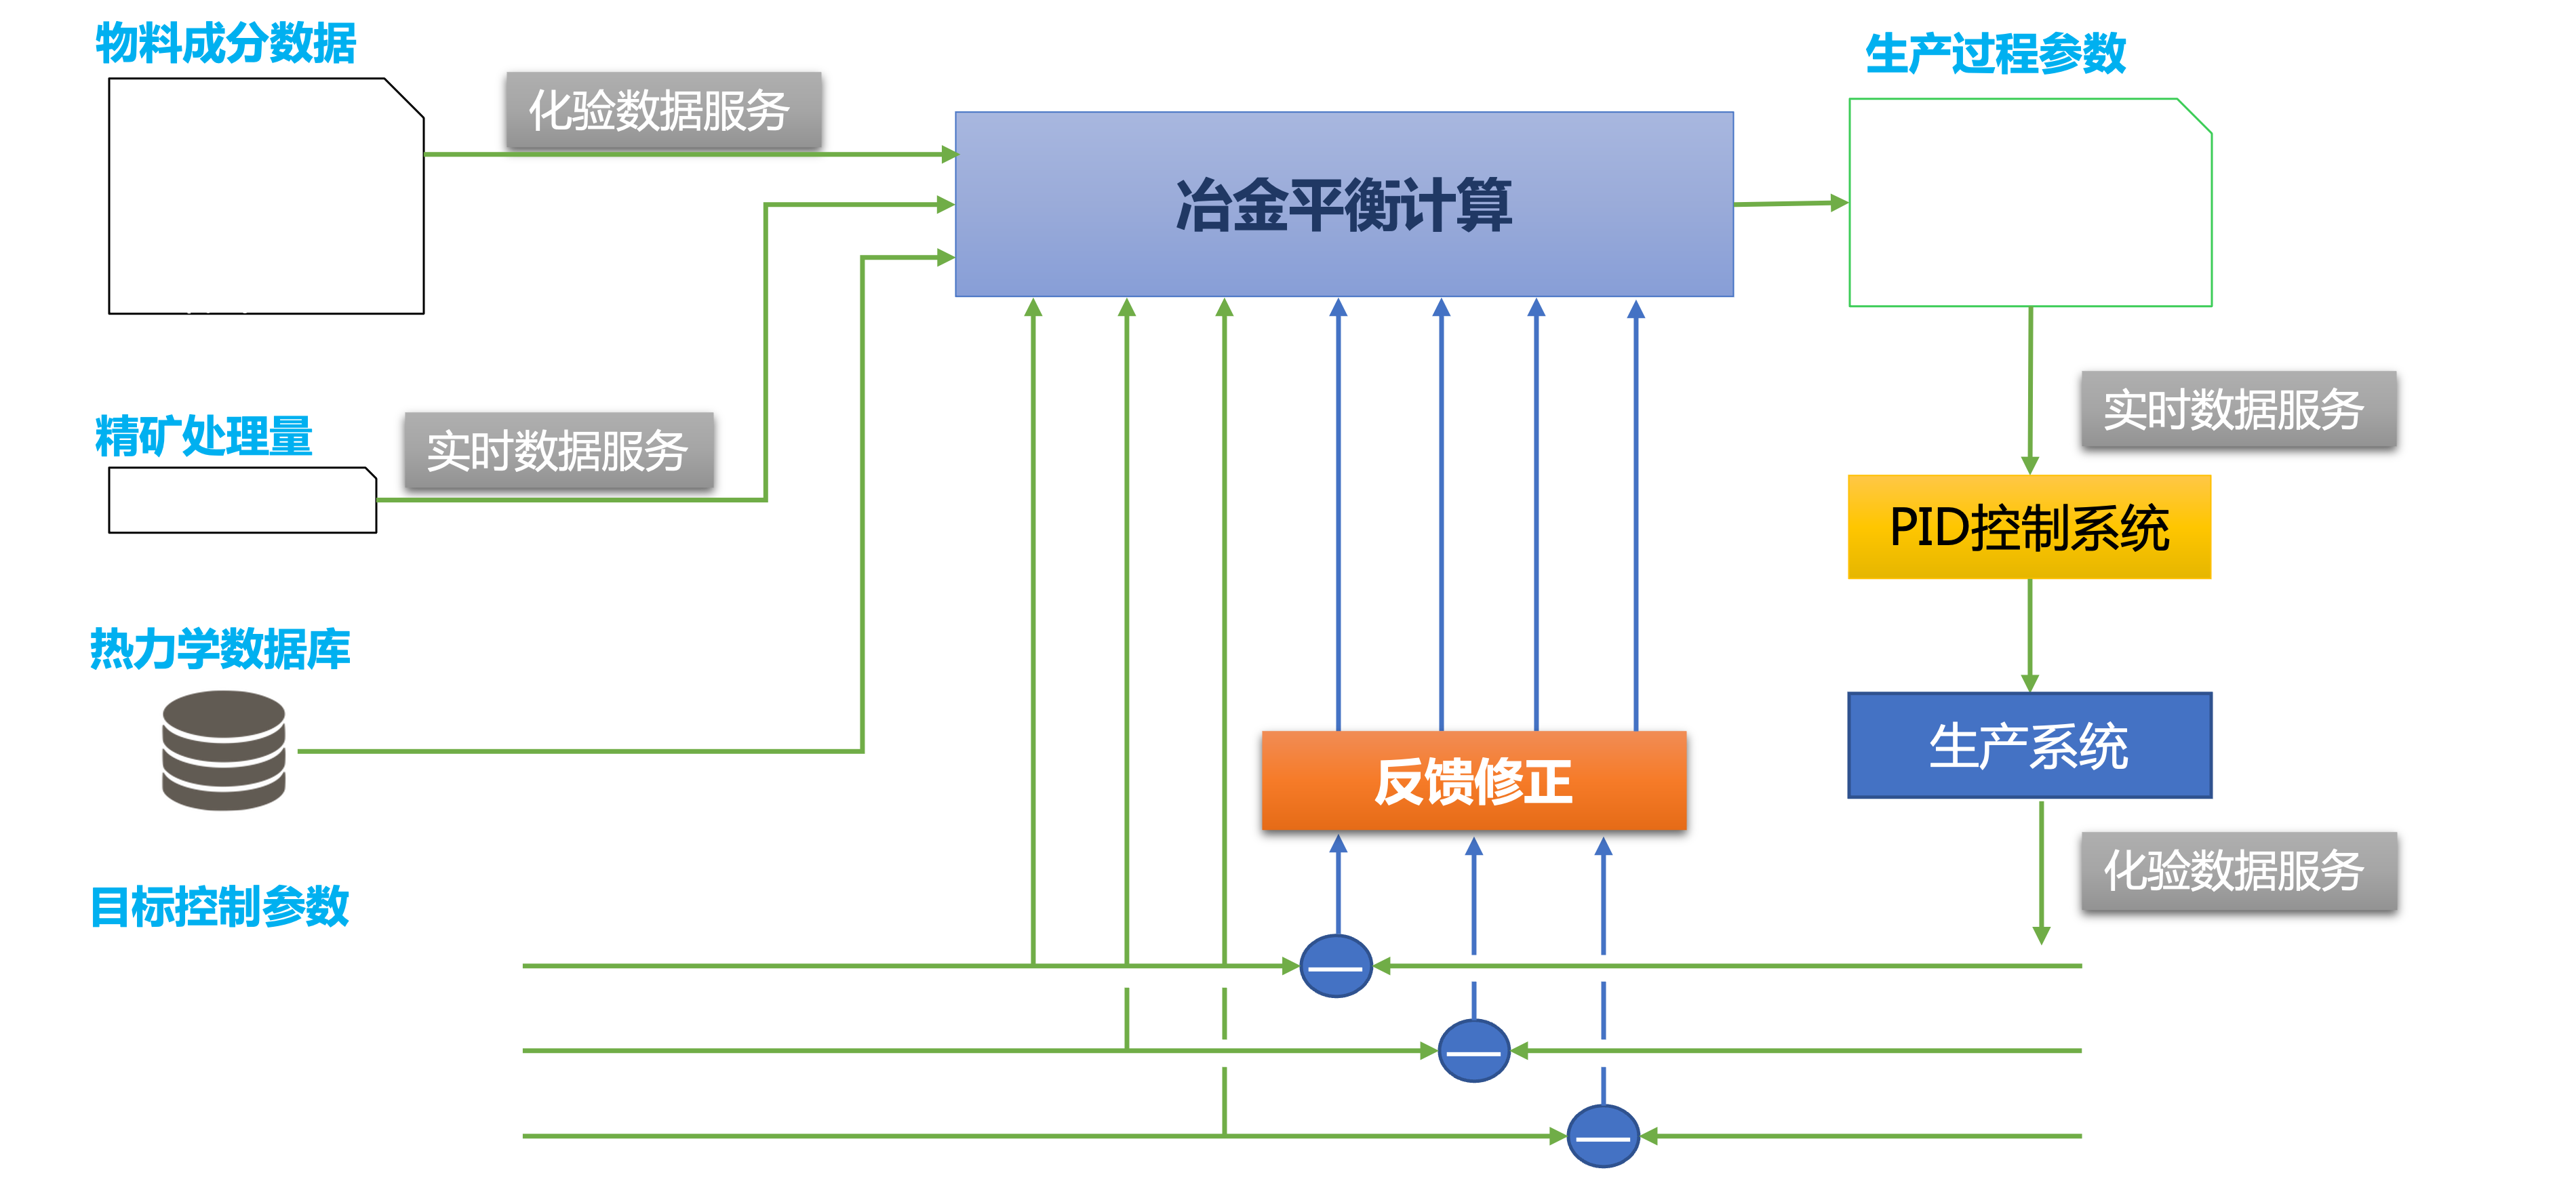 物料成分数据
化验数据服务
生产过程参数
冶金平衡计算
精矿处理量
实时数据服务
实时数据服务
PID控制系统
热力学数据库
生产系统
反馈修正
化验数据服务
目标控制参数